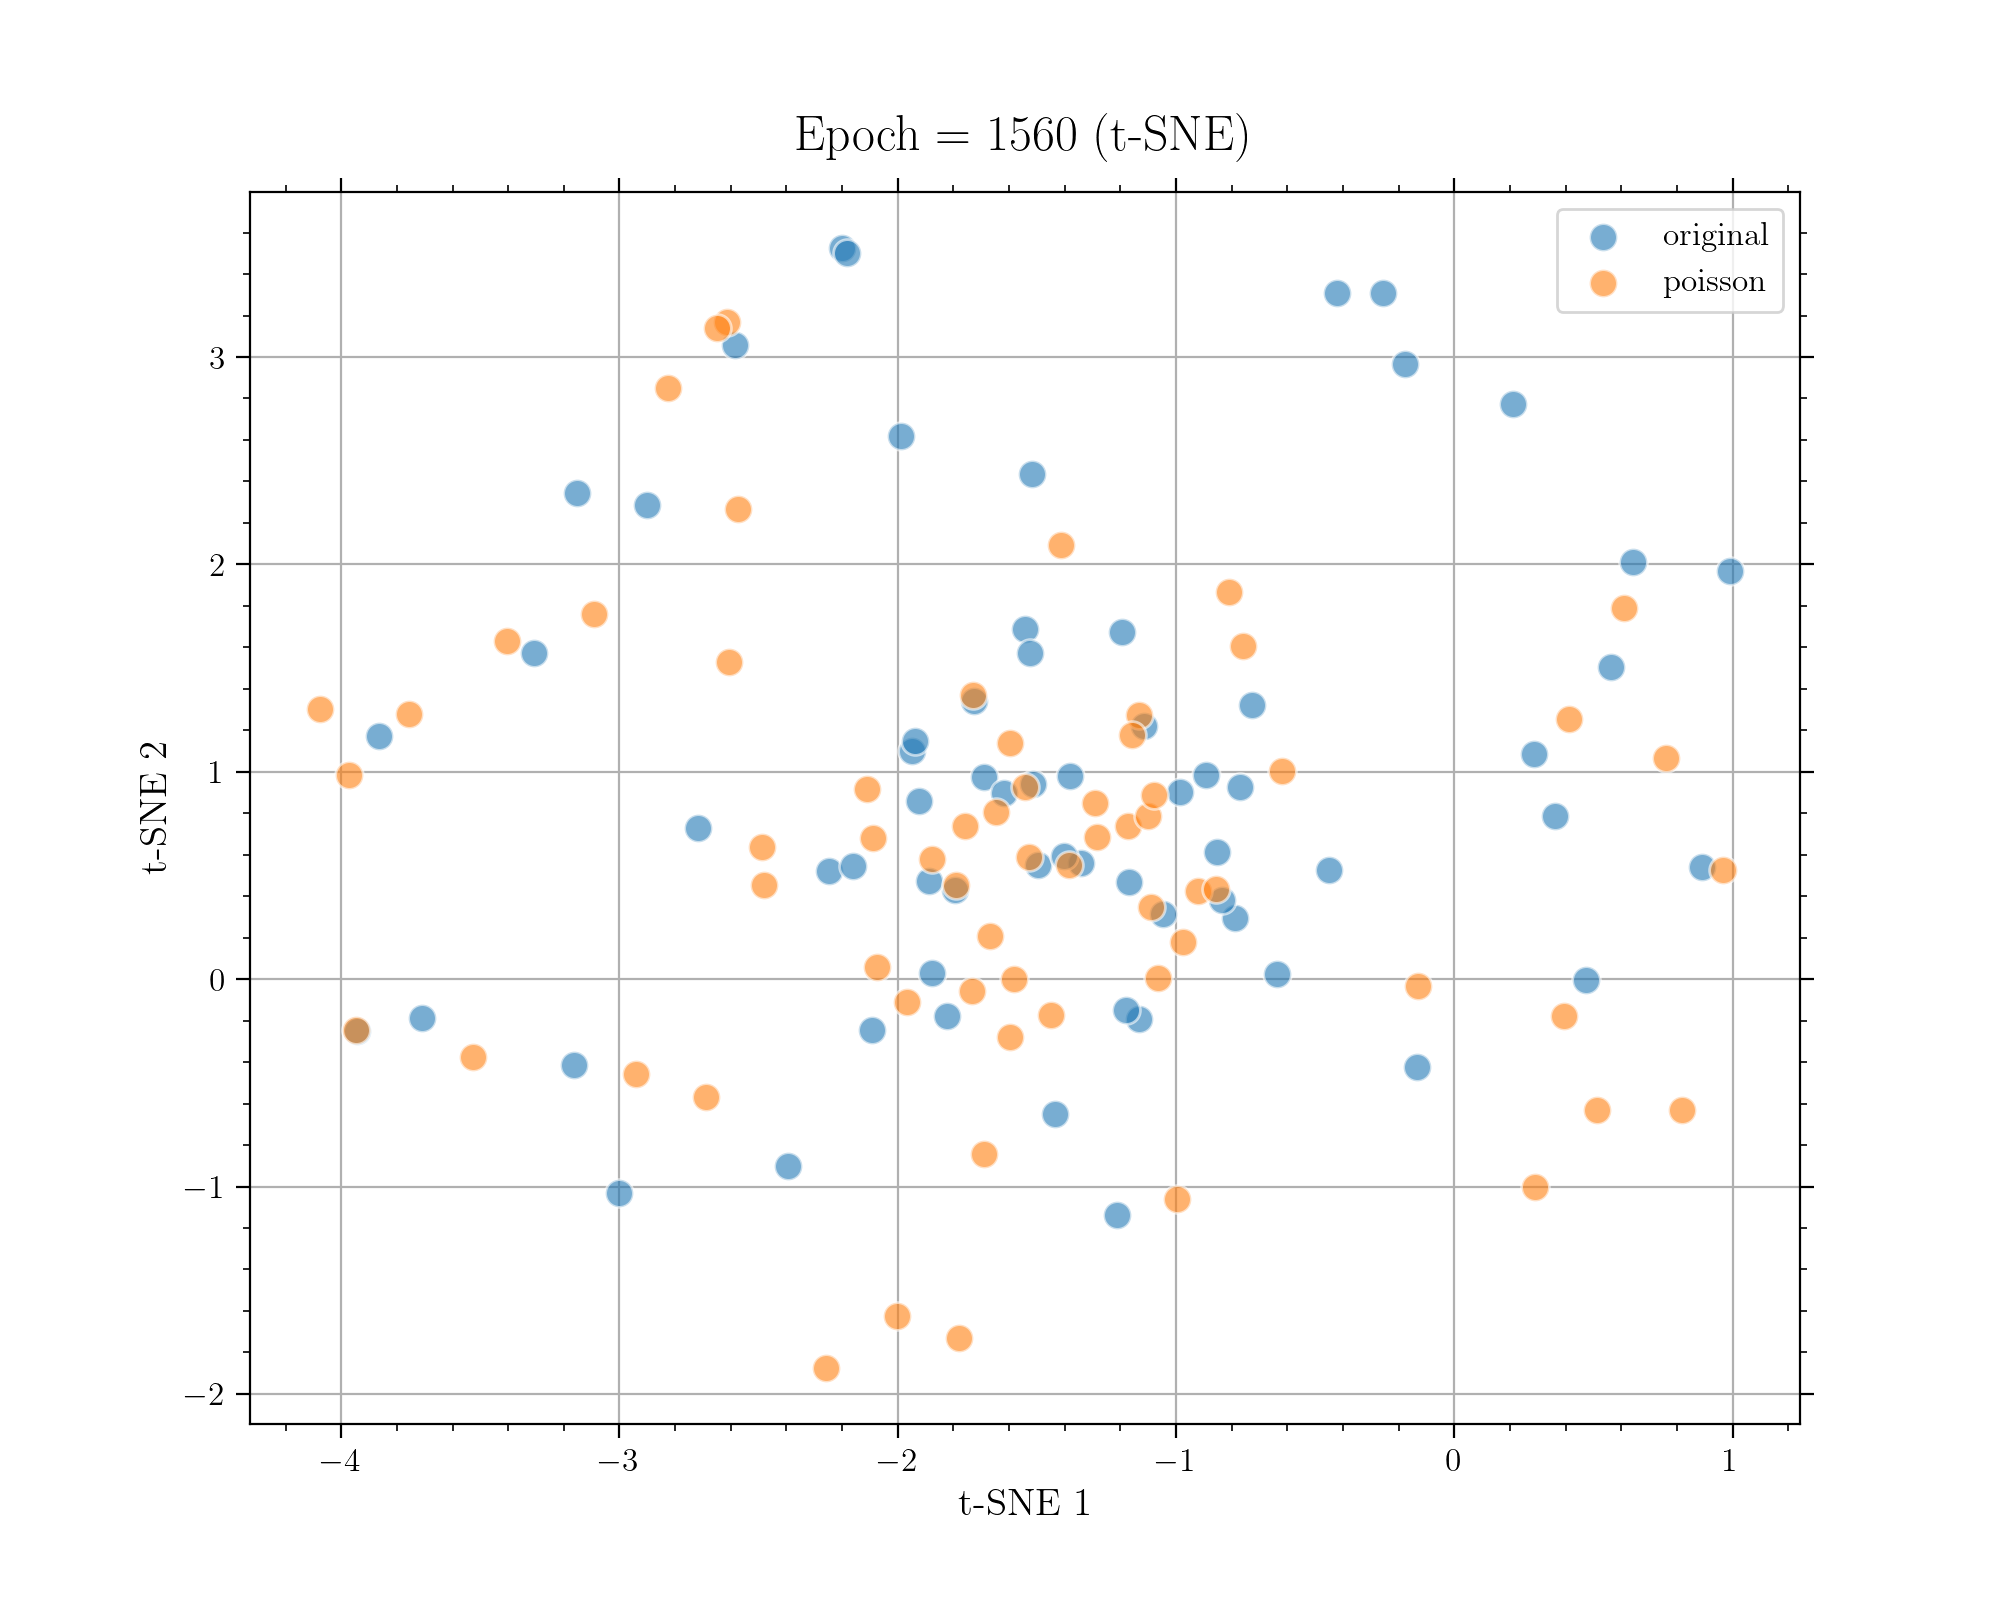 Epoch = 1560 (t-SNE)
original
poisson
3
2
1
0
−1
−2
t-SNE 2
−4
−3
−2
−1
0
1
t-SNE 1